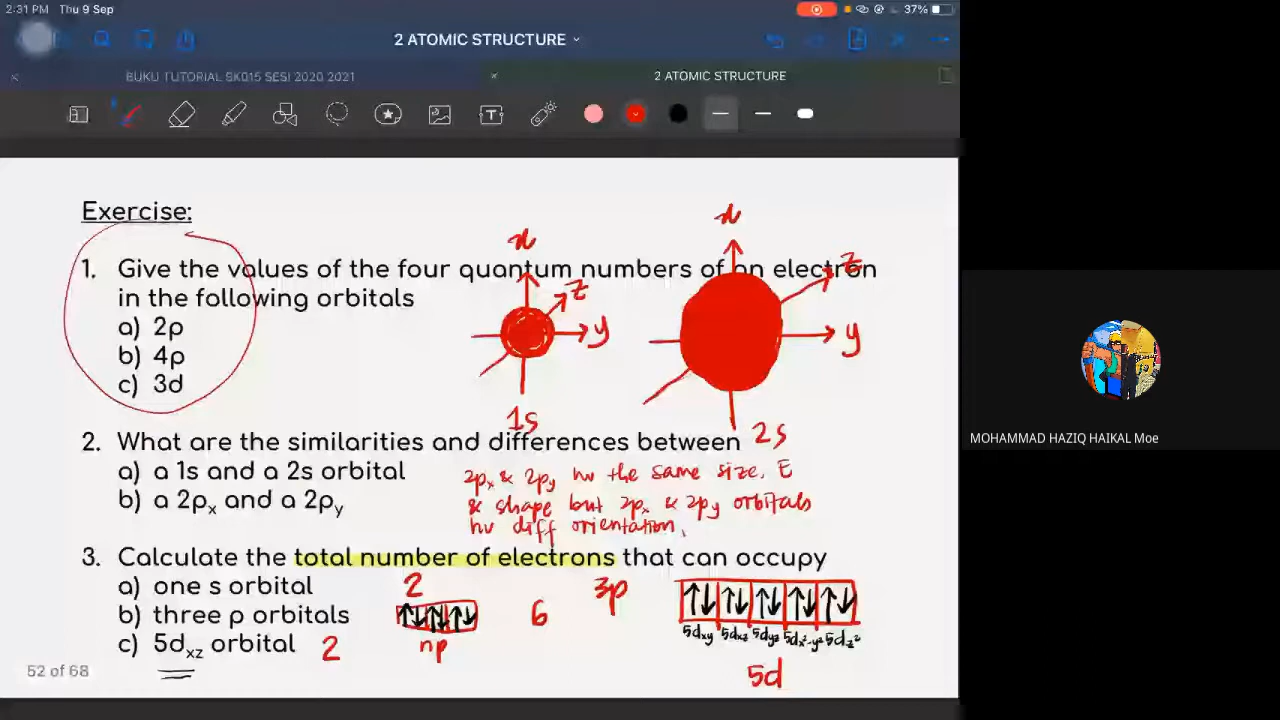 2:31 PM Thu 9 Sep
37%
2 ATOMIC STRUCTURE
BUKU TUTORIAL SK015 SESI 2020 2021
2 ATOMIC STRUCTURE
Exercise:
1. Give the values of the four quantum numbers of an electron
in the following orbitals
a) 2p
b) 4p
c) 3d
x
z
y
1s
x
z
y
2s
2. What are the similarities and differences between
a) a 1s and a 2s orbital
b) a 2pₓ and a 2pᵧ
2pₓ & 2pᵧ hv the same size, E
& shape but 2pₓ & 2pᵧ orbitals
hv diff orientation,
3. Calculate the total number of electrons that can occupy
a) one s orbital 2
b) three p orbitals 6 3p
c) 5dxz orbital 2
np
5dxy 5dxz 5dyz 5dx²-y² 5dz²
5d
52 of 68
MOHAMMAD HAZIQ HAIKAL Moe